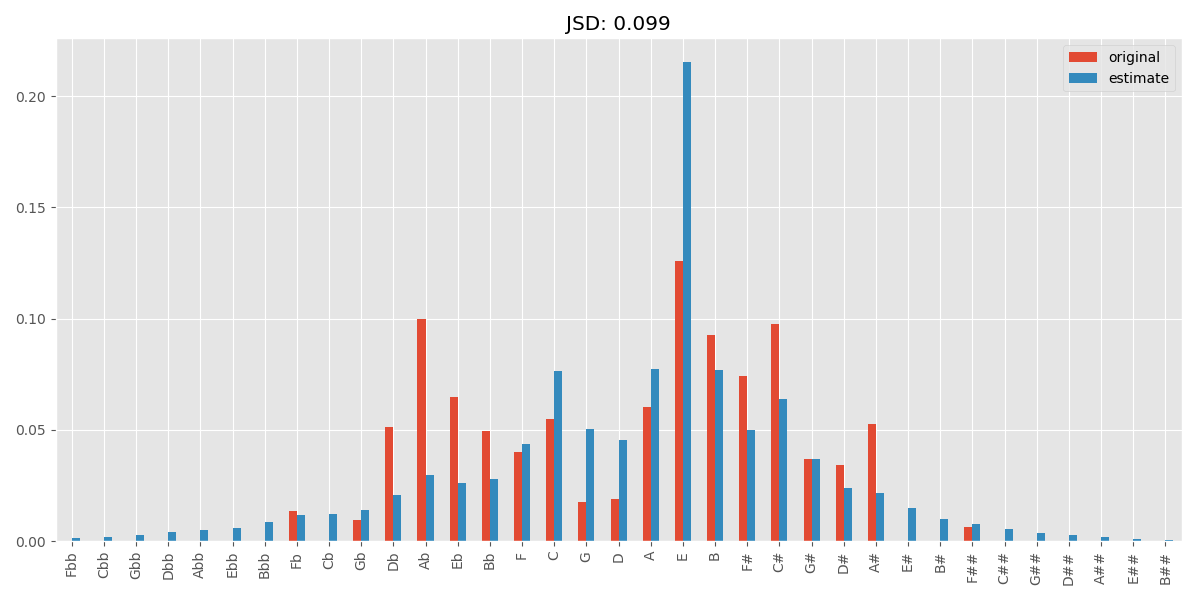 JSD: 0.099
original
estimate
0.20
0.15
0.10
0.05
0.00
Fbb Cbb Gbb Dbb Abb Ebb Bbb Fb Cb Gb Db Ab Eb Bb F C G D A E B F# C# G# D# A# E# B# F## C## G## D## A## E## B##